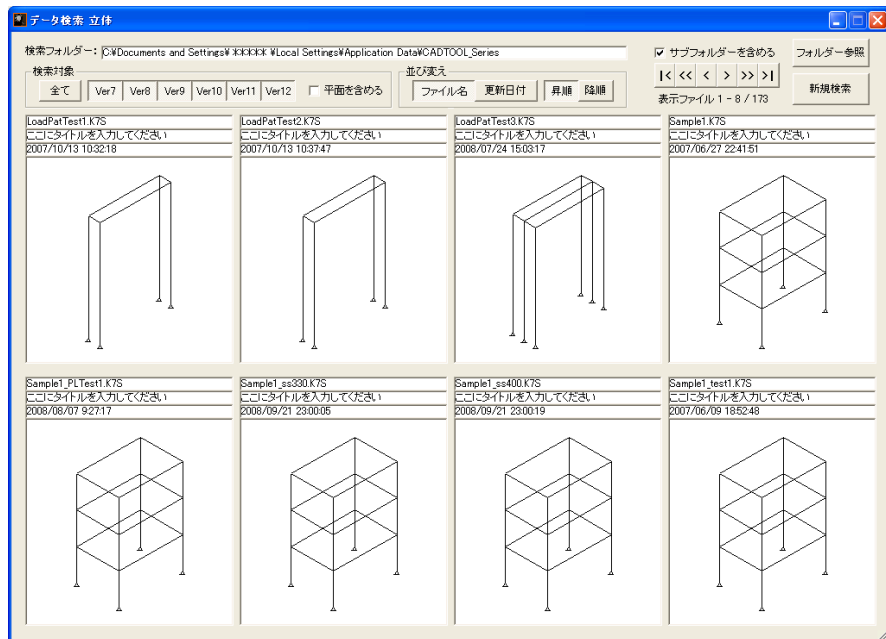 データ検索 立体
検索フォルダー： C:¥Documents and Settings¥ ***** ¥Local Settings¥Application Data¥CADTOOL_Series
サブフォルダーを含める
フォルダー参照
検索対象
全て Ver7 Ver8 Ver9 Ver10 Ver11 Ver12 平面を含める
並び変え
ファイル名 更新日付 昇順 降順
|< << < > >> >|
表示ファイル 1 - 8 / 173
新規検索
LoadPatTest1.K7S
ここにタイトルを入力してください
2007/10/13 10:32:18
LoadPatTest2.K7S
ここにタイトルを入力してください
2007/10/13 10:37:47
LoadPatTest3.K7S
ここにタイトルを入力してください
2008/07/24 15:03:17
Sample1.K7S
ここにタイトルを入力してください
2007/06/27 22:41:51
Sample1_PLTest1.K7S
ここにタイトルを入力してください
2008/08/07 9:27:17
Sample1_ss330.K7S
ここにタイトルを入力してください
2008/09/21 23:00:05
Sample1_ss400.K7S
ここにタイトルを入力してください
2008/09/21 23:00:19
Sample1_test1.K7S
ここにタイトルを入力してください
2007/06/09 18:52:48